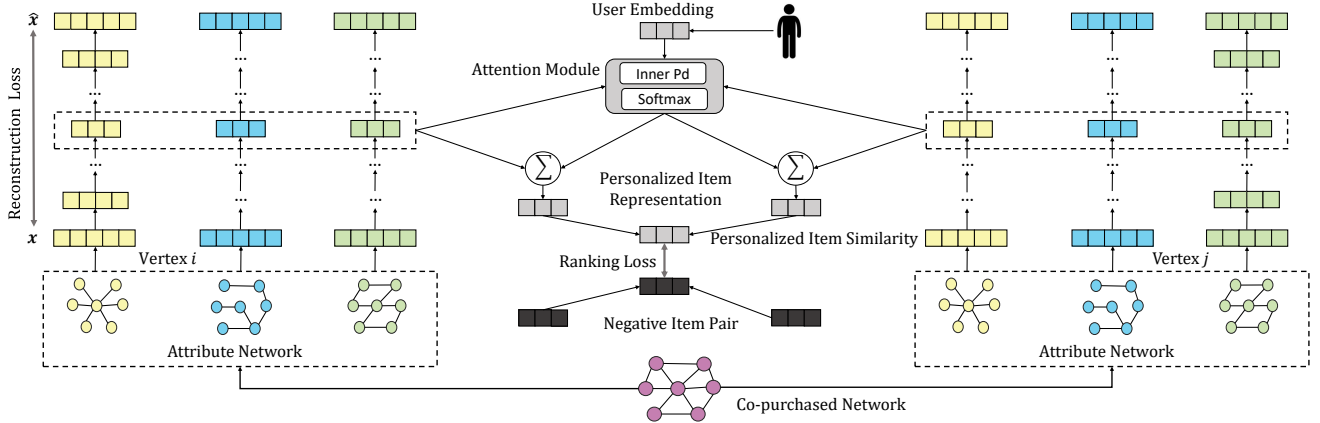 x̂
User Embedding
...
...
...
...
Attention Module
Inner Pd
Softmax
Reconstruction Loss
...
...
...
...
...
...
∑
∑
...
...
...
...
...
...
Personalized Item
Representation
...
...
...
...
x
Personalized Item Similarity
Vertex i
Ranking Loss
Vertex j
Negative Item Pair
Attribute Network
Attribute Network
Co-purchased Network